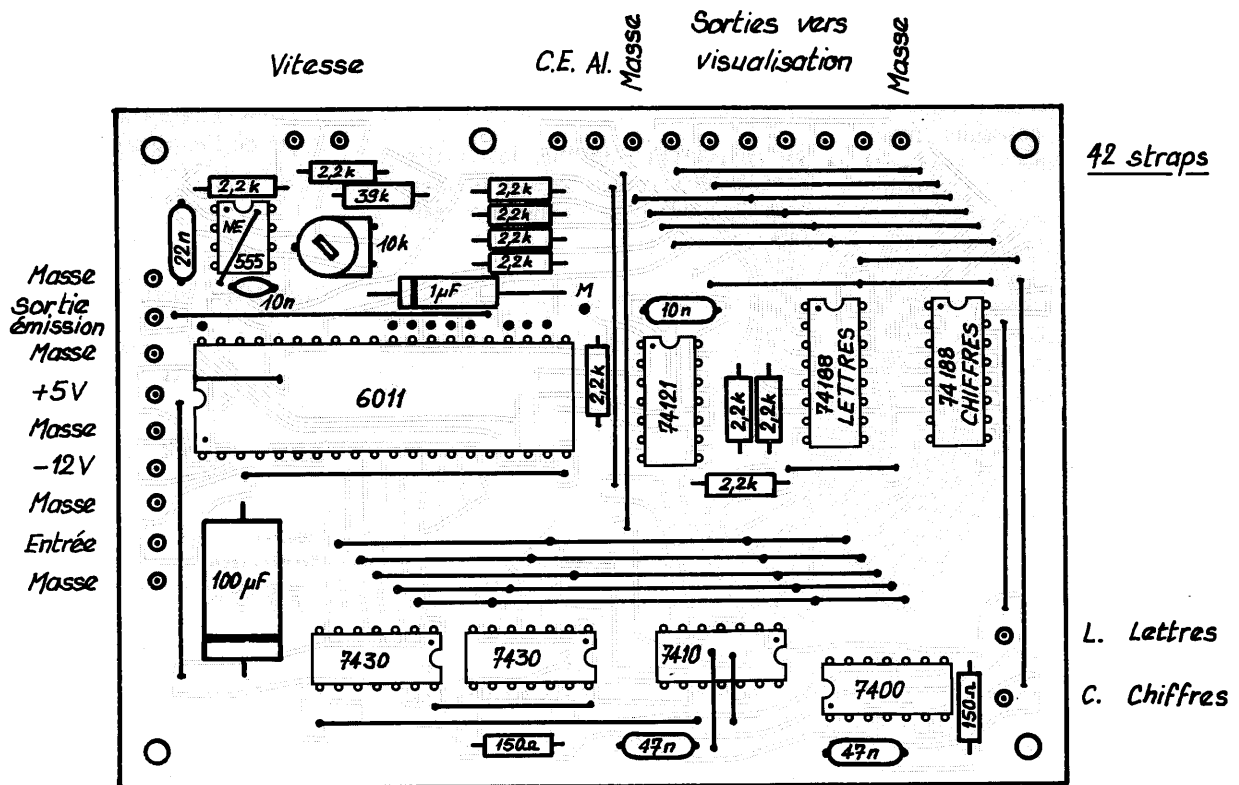 Vitesse
C.E. Al. Masse
Sorties vers
visualisation
Masse
42 straps
2,2k
2,2k
39k
NE
555
22n
10k
10n
1µF
2,2k
2,2k
2,2k
2,2k
M
Masse
sortie
émission
Masse
+5V
Masse
-12V
Masse
Entrée
Masse
6011
2,2k
10n
74121
2,2k
2,2k
74188
LETTRES
74188
CHIFFRES
2,2k
100µF
7430
7430
7410
7400
150Ω
150Ω
47n
47n
L. Lettres
C. Chiffres